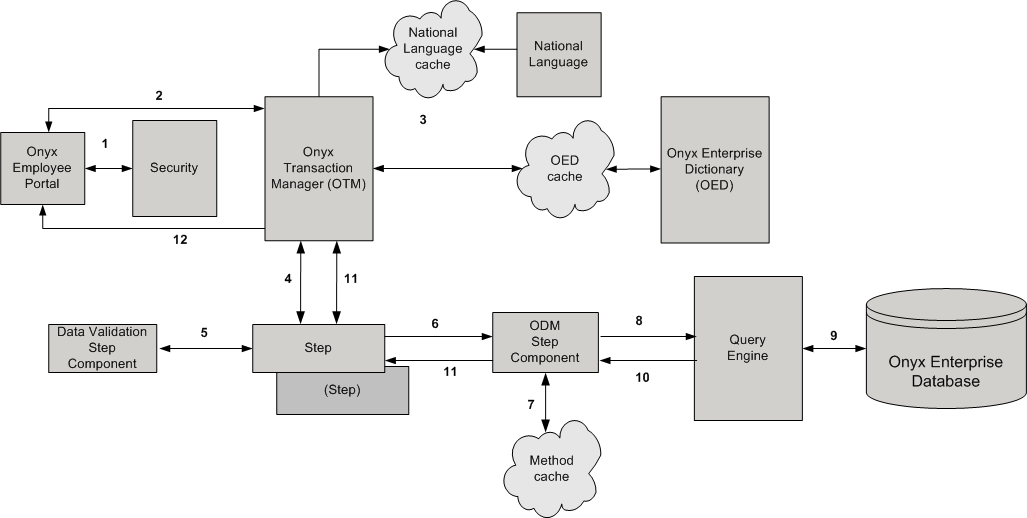 National
Language
cache
National
Language
2
3
Onyx
Employee
Portal
1
Security
Onyx
Transaction
Manager (OTM)
OED
cache
Onyx Enterprise
Dictionary
(OED)
12
4
11
Data Validation
Step
Component
5
Step
(Step)
6
11
ODM
Step
Component
8
10
Query
Engine
9
Onyx Enterprise
Database
7
Method
cache